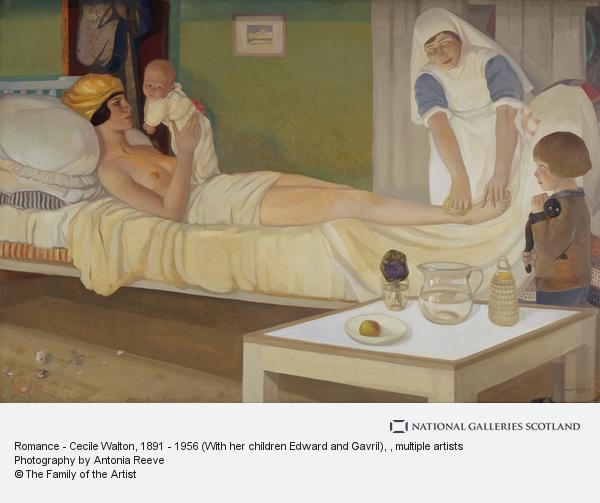 NATIONAL GALLERIES SCOTLAND
Romance - Cecile Walton, 1891 - 1956 (With her children Edward and Gavril), , multiple artists
Photography by Antonia Reeve
© The Family of the Artist